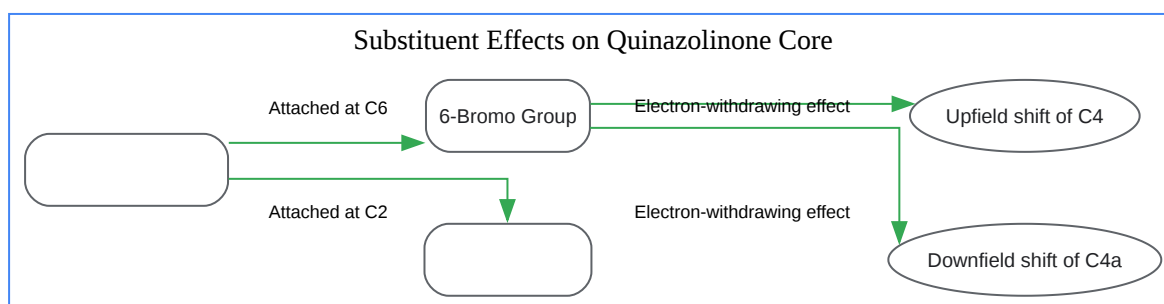 Substituent Effects on Quinazolinone Core
Attached at C6
6-Bromo Group
Electron-withdrawing effect
Upfield shift of C4
Attached at C2
Electron-withdrawing effect
Downfield shift of C4a